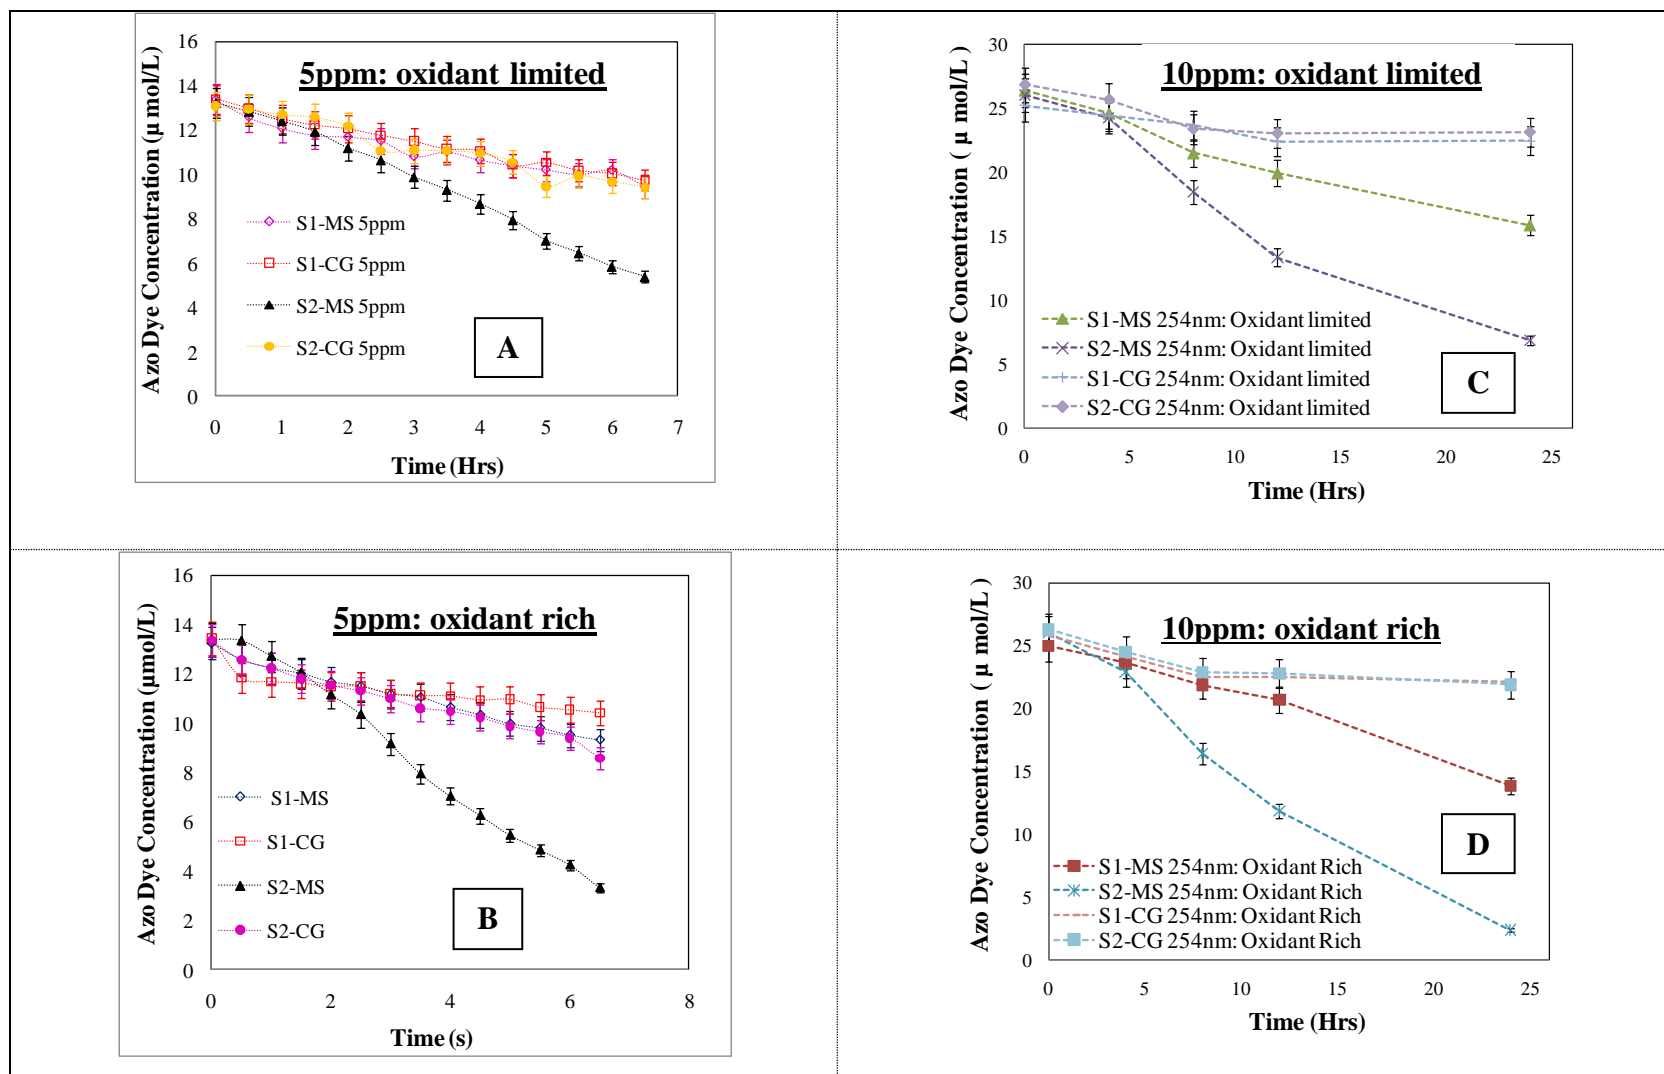 5ppm: oxidant limited
Azo Dye Concentration (µ mol/L)
16
14
12
10
8
6
4
2
0
S1-MS 5ppm
S1-CG 5ppm
S2-MS 5ppm
S2-CG 5ppm
A
0 1 2 3 4 5 6 7
Time (Hrs)
10ppm: oxidant limited
Azo Dye Concentration ( µ mol/L )
30
25
20
15
10
5
0
S1-MS 254nm: Oxidant limited
S2-MS 254nm: Oxidant limited
S1-CG 254nm: Oxidant limited
S2-CG 254nm: Oxidant limited
C
0 5 10 15 20 25
Time (Hrs)
5ppm: oxidant rich
Azo Dye Concentration (µmol/L)
16
14
12
10
8
6
4
2
0
S1-MS
S1-CG
S2-MS
S2-CG
B
0 2 4 6 8
Time (s)
10ppm: oxidant rich
Azo Dye Concentration ( µ mol/L )
30
25
20
15
10
5
0
S1-MS 254nm: Oxidant Rich
S2-MS 254nm: Oxidant Rich
S1-CG 254nm: Oxidant Rich
S2-CG 254nm: Oxidant Rich
D
0 5 10 15 20 25
Time (Hrs)